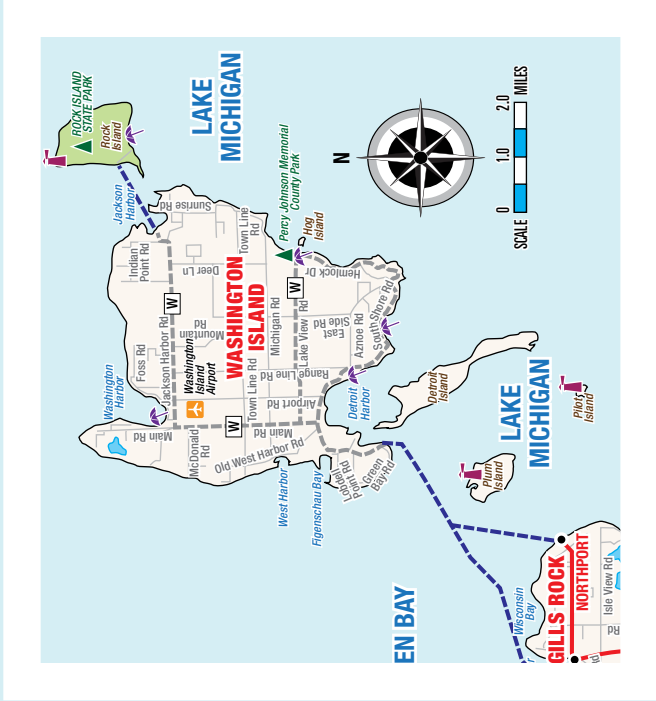 ROCK ISLAND
STATE PARK
Rock
Island
LAKE
MICHIGAN
Jackson
Harbor
N
SCALE
0
1.0
2.0 MILES
Sunrise Rd
Percy Johnson Memorial
County Park
Hog
Island
Indian
Point Rd
Deer Ln
Town Line
Rd
Hemlock Dr
W
W
WASHINGTON
ISLAND
Washington
Harbor
Foss Rd
Jackson Harbor Rd
Mountain
Rd
Michigan Rd
Lake View Rd
East
Side Rd
Aznoe Rd
South Shore Rd
Washington
Island
Airport
Town Line Rd
Range Line Rd
Airport Rd
Main Rd
McDonald
Rd
W
Main Rd
Old West Harbor Rd
Detroit
Harbor
Detroit
Island
West Harbor
Figenschau Bay
Lobdell
Point Rd
Green
Bay Rd
LAKE
MICHIGAN
Pilot
Island
Plum
Island
EN BAY
Wisconsin
Bay
GILLS ROCK
NORTHPORT
Isle View Rd
Rd
Rd